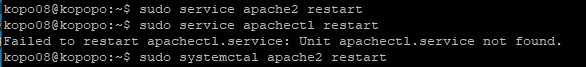 kopo08@kopopo:~$ sudo service apache2 restart
kopo08@kopopo:~$ sudo service apachectl restart
Failed to restart apachectl.service: Unit apachectl.service not found.
kopo08@kopopo:~$ sudo systemctal apache2 restart